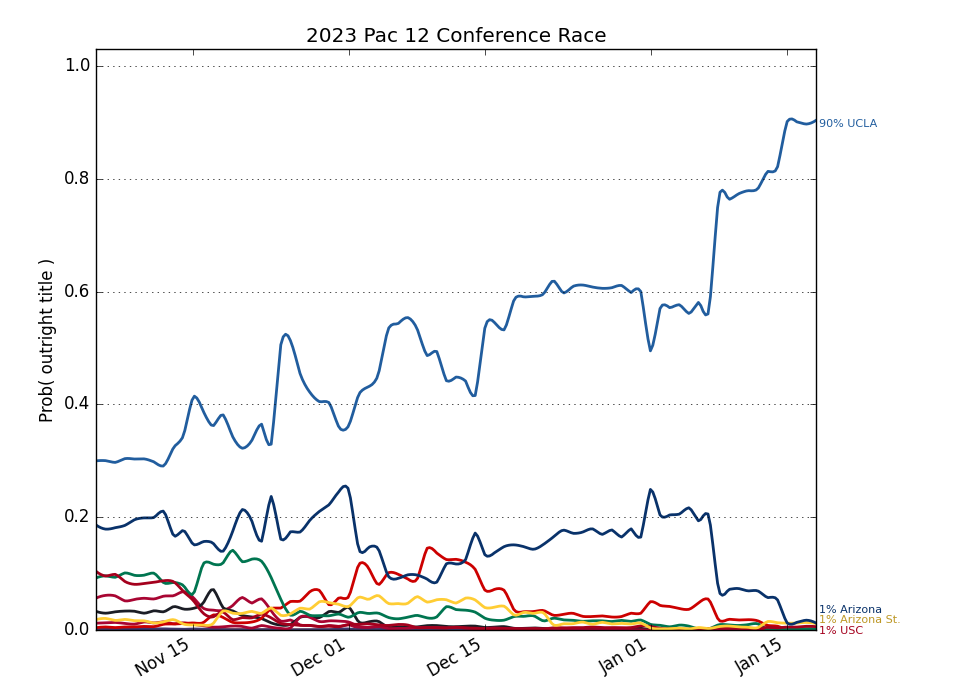 2023 Pac 12 Conference Race
1.0
0.8
0.6
0.4
0.2
0.0
Prob( outright title )
90% UCLA
1% Arizona
1% Arizona St.
1% USC
Nov 15
Dec 01
Dec 15
Jan 01
Jan 15